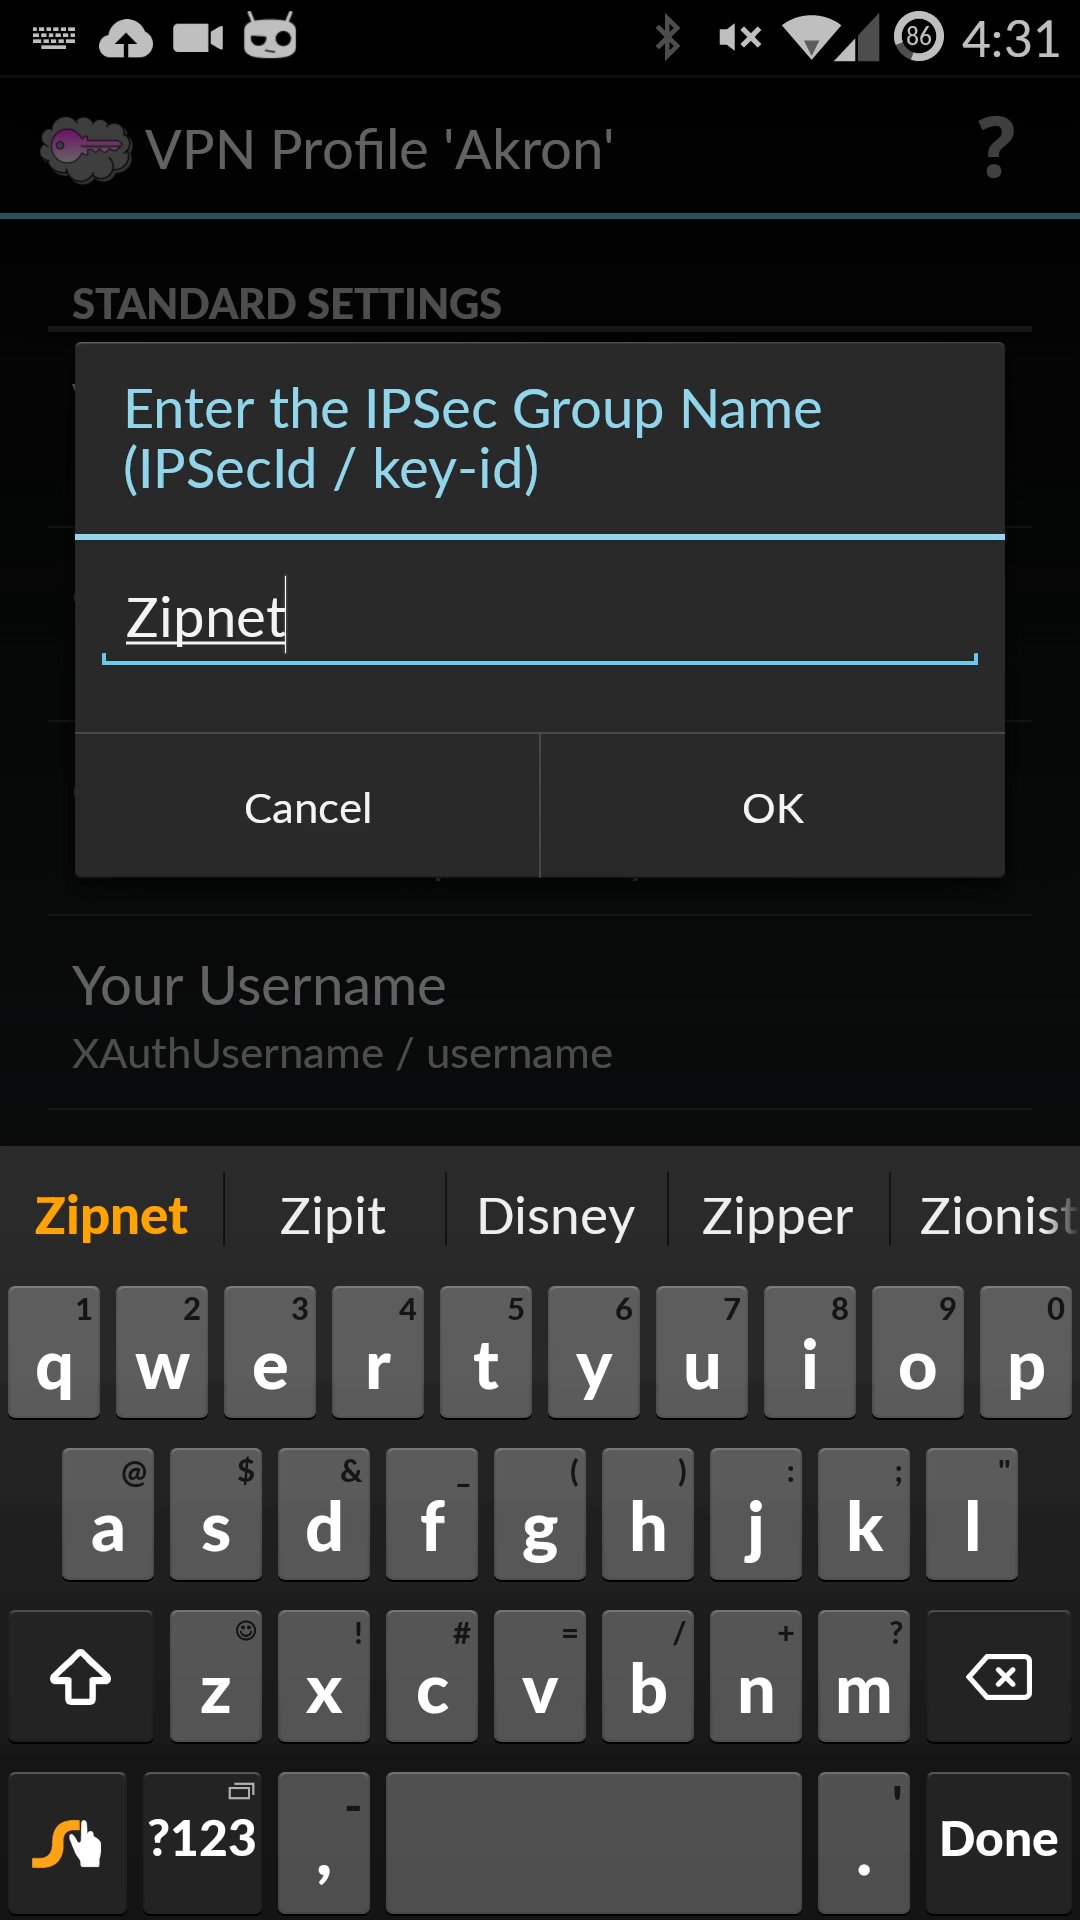 86 4:31
VPN Profile 'Akron' ?
STANDARD SETTINGS
Enter the IPSec Group Name
(IPSecId / key-id)
Zipnet
Cancel OK
Your Username
XAuthUsername / username
Zipnet Zipit Disney Zipper Zionist
1 2 3 4 5 6 7 8 9 0
q w e r t y u i o p
@ $ & _ ( ) : ; "
a s d f g h j k l
☺ ! # = / + ?
z x c v b n m
- '
?123 , . Done